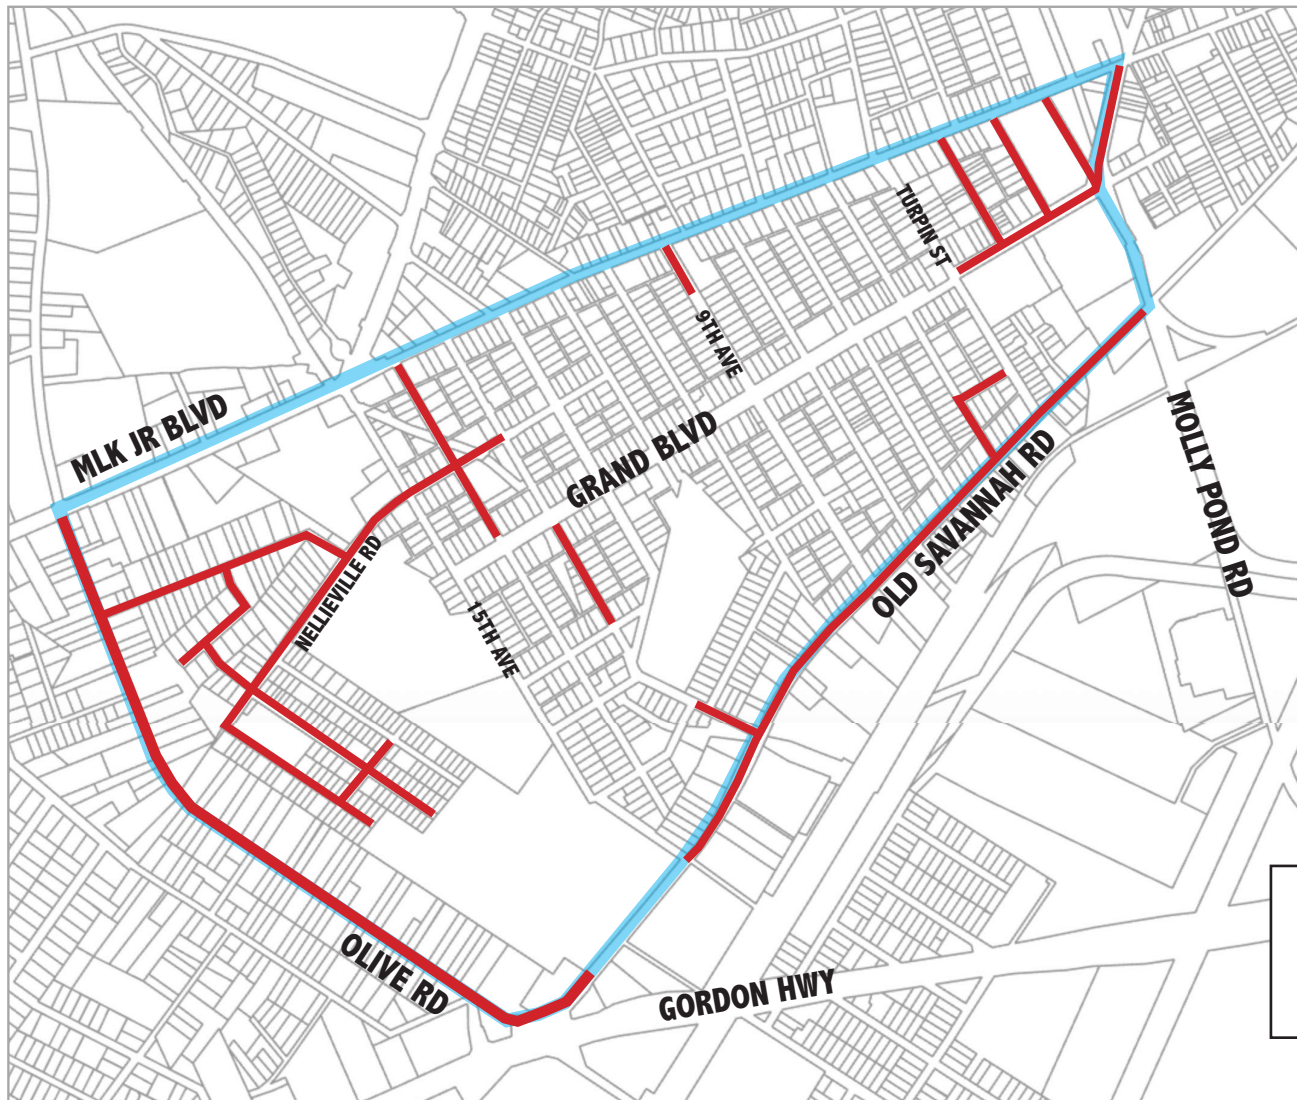 TURPIN ST
9TH AVE
MLK JR BLVD
GRAND BLVD
MOLLY POND RD
OLD SAVANNAH RD
NELLIEVILLE RD
15TH AVE
OLIVE RD
GORDON HWY